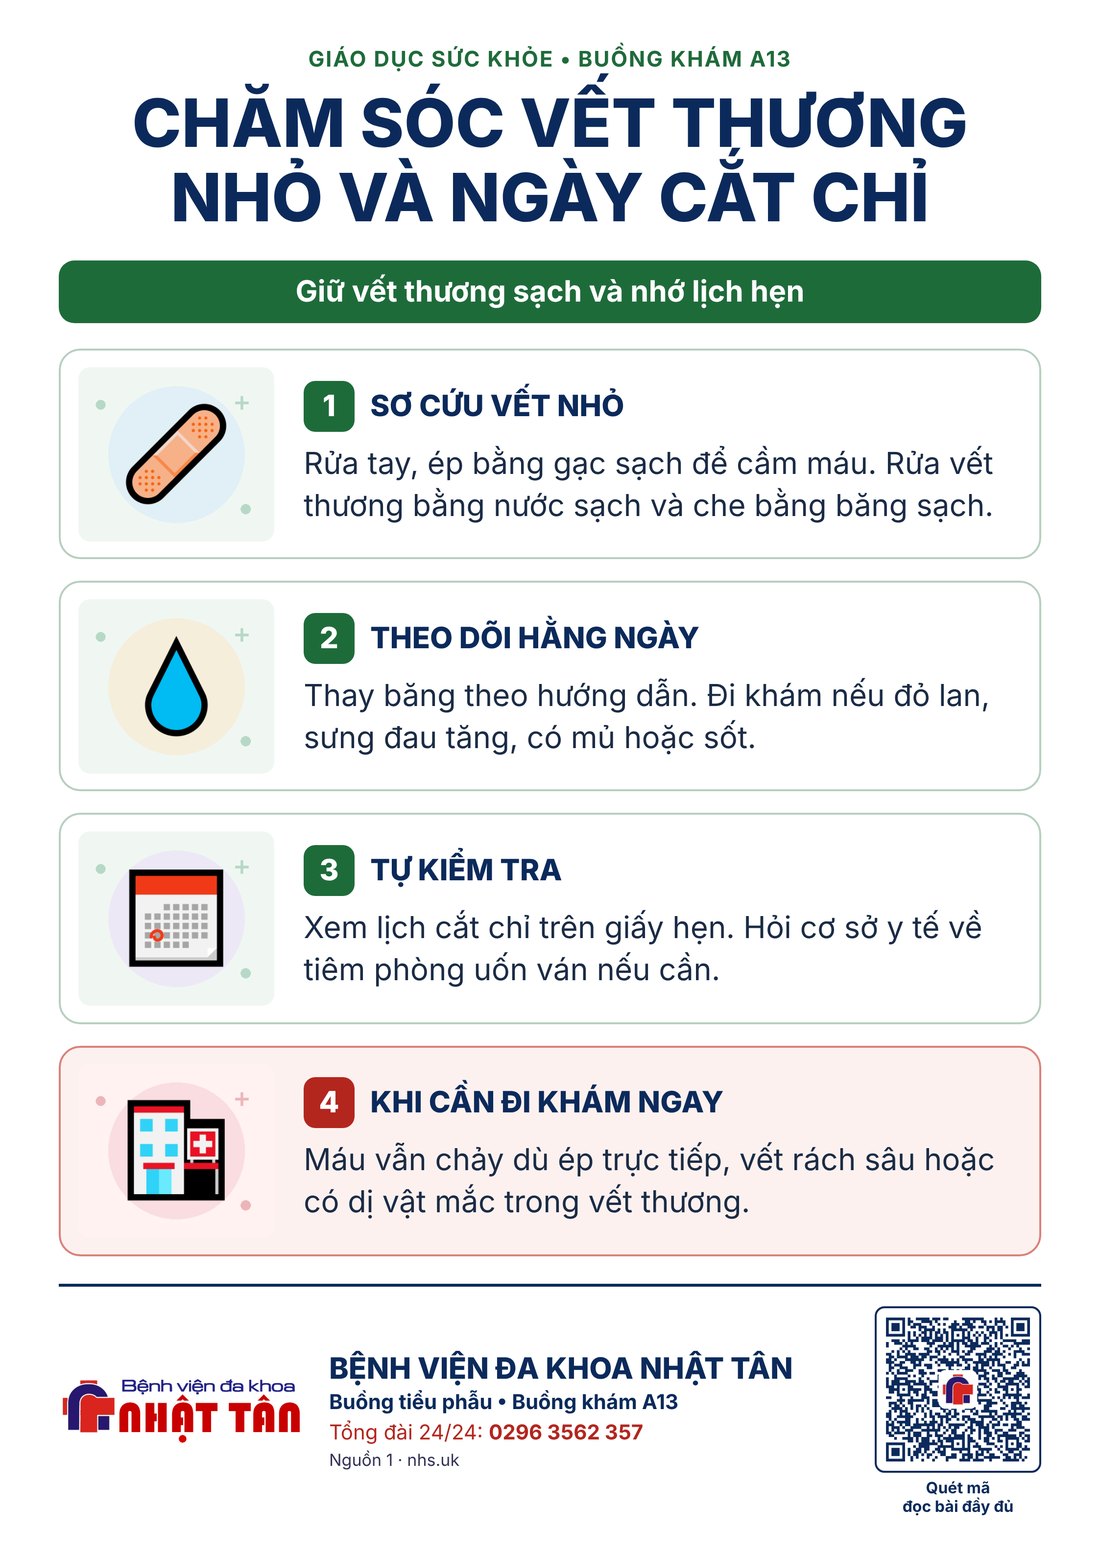 GIÁO DỤC SỨC KHỎE • BUỒNG KHÁM A13
CHĂM SÓC VẾT THƯƠNG
NHỎ VÀ NGÀY CẮT CHỈ
Giữ vết thương sạch và nhớ lịch hẹn
1 SƠ CỨU VẾT NHỎ
Rửa tay, ép bằng gạc sạch để cầm máu. Rửa vết
thương bằng nước sạch và che bằng băng sạch.
2 THEO DÕI HẰNG NGÀY
Thay băng theo hướng dẫn. Đi khám nếu đỏ lan,
sưng đau tăng, có mủ hoặc sốt.
3 TỰ KIỂM TRA
Xem lịch cắt chỉ trên giấy hẹn. Hỏi cơ sở y tế về
tiêm phòng uốn ván nếu cần.
4 KHI CẦN ĐI KHÁM NGAY
Máu vẫn chảy dù ép trực tiếp, vết rách sâu hoặc
có dị vật mắc trong vết thương.
Bệnh viện đa khoa
NHẬT TÂN
BỆNH VIỆN ĐA KHOA NHẬT TÂN
Buồng tiểu phẫu • Buồng khám A13
Tổng đài 24/24: 0296 3562 357
Nguồn 1 · nhs.uk
Quét mã
đọc bài đầy đủ